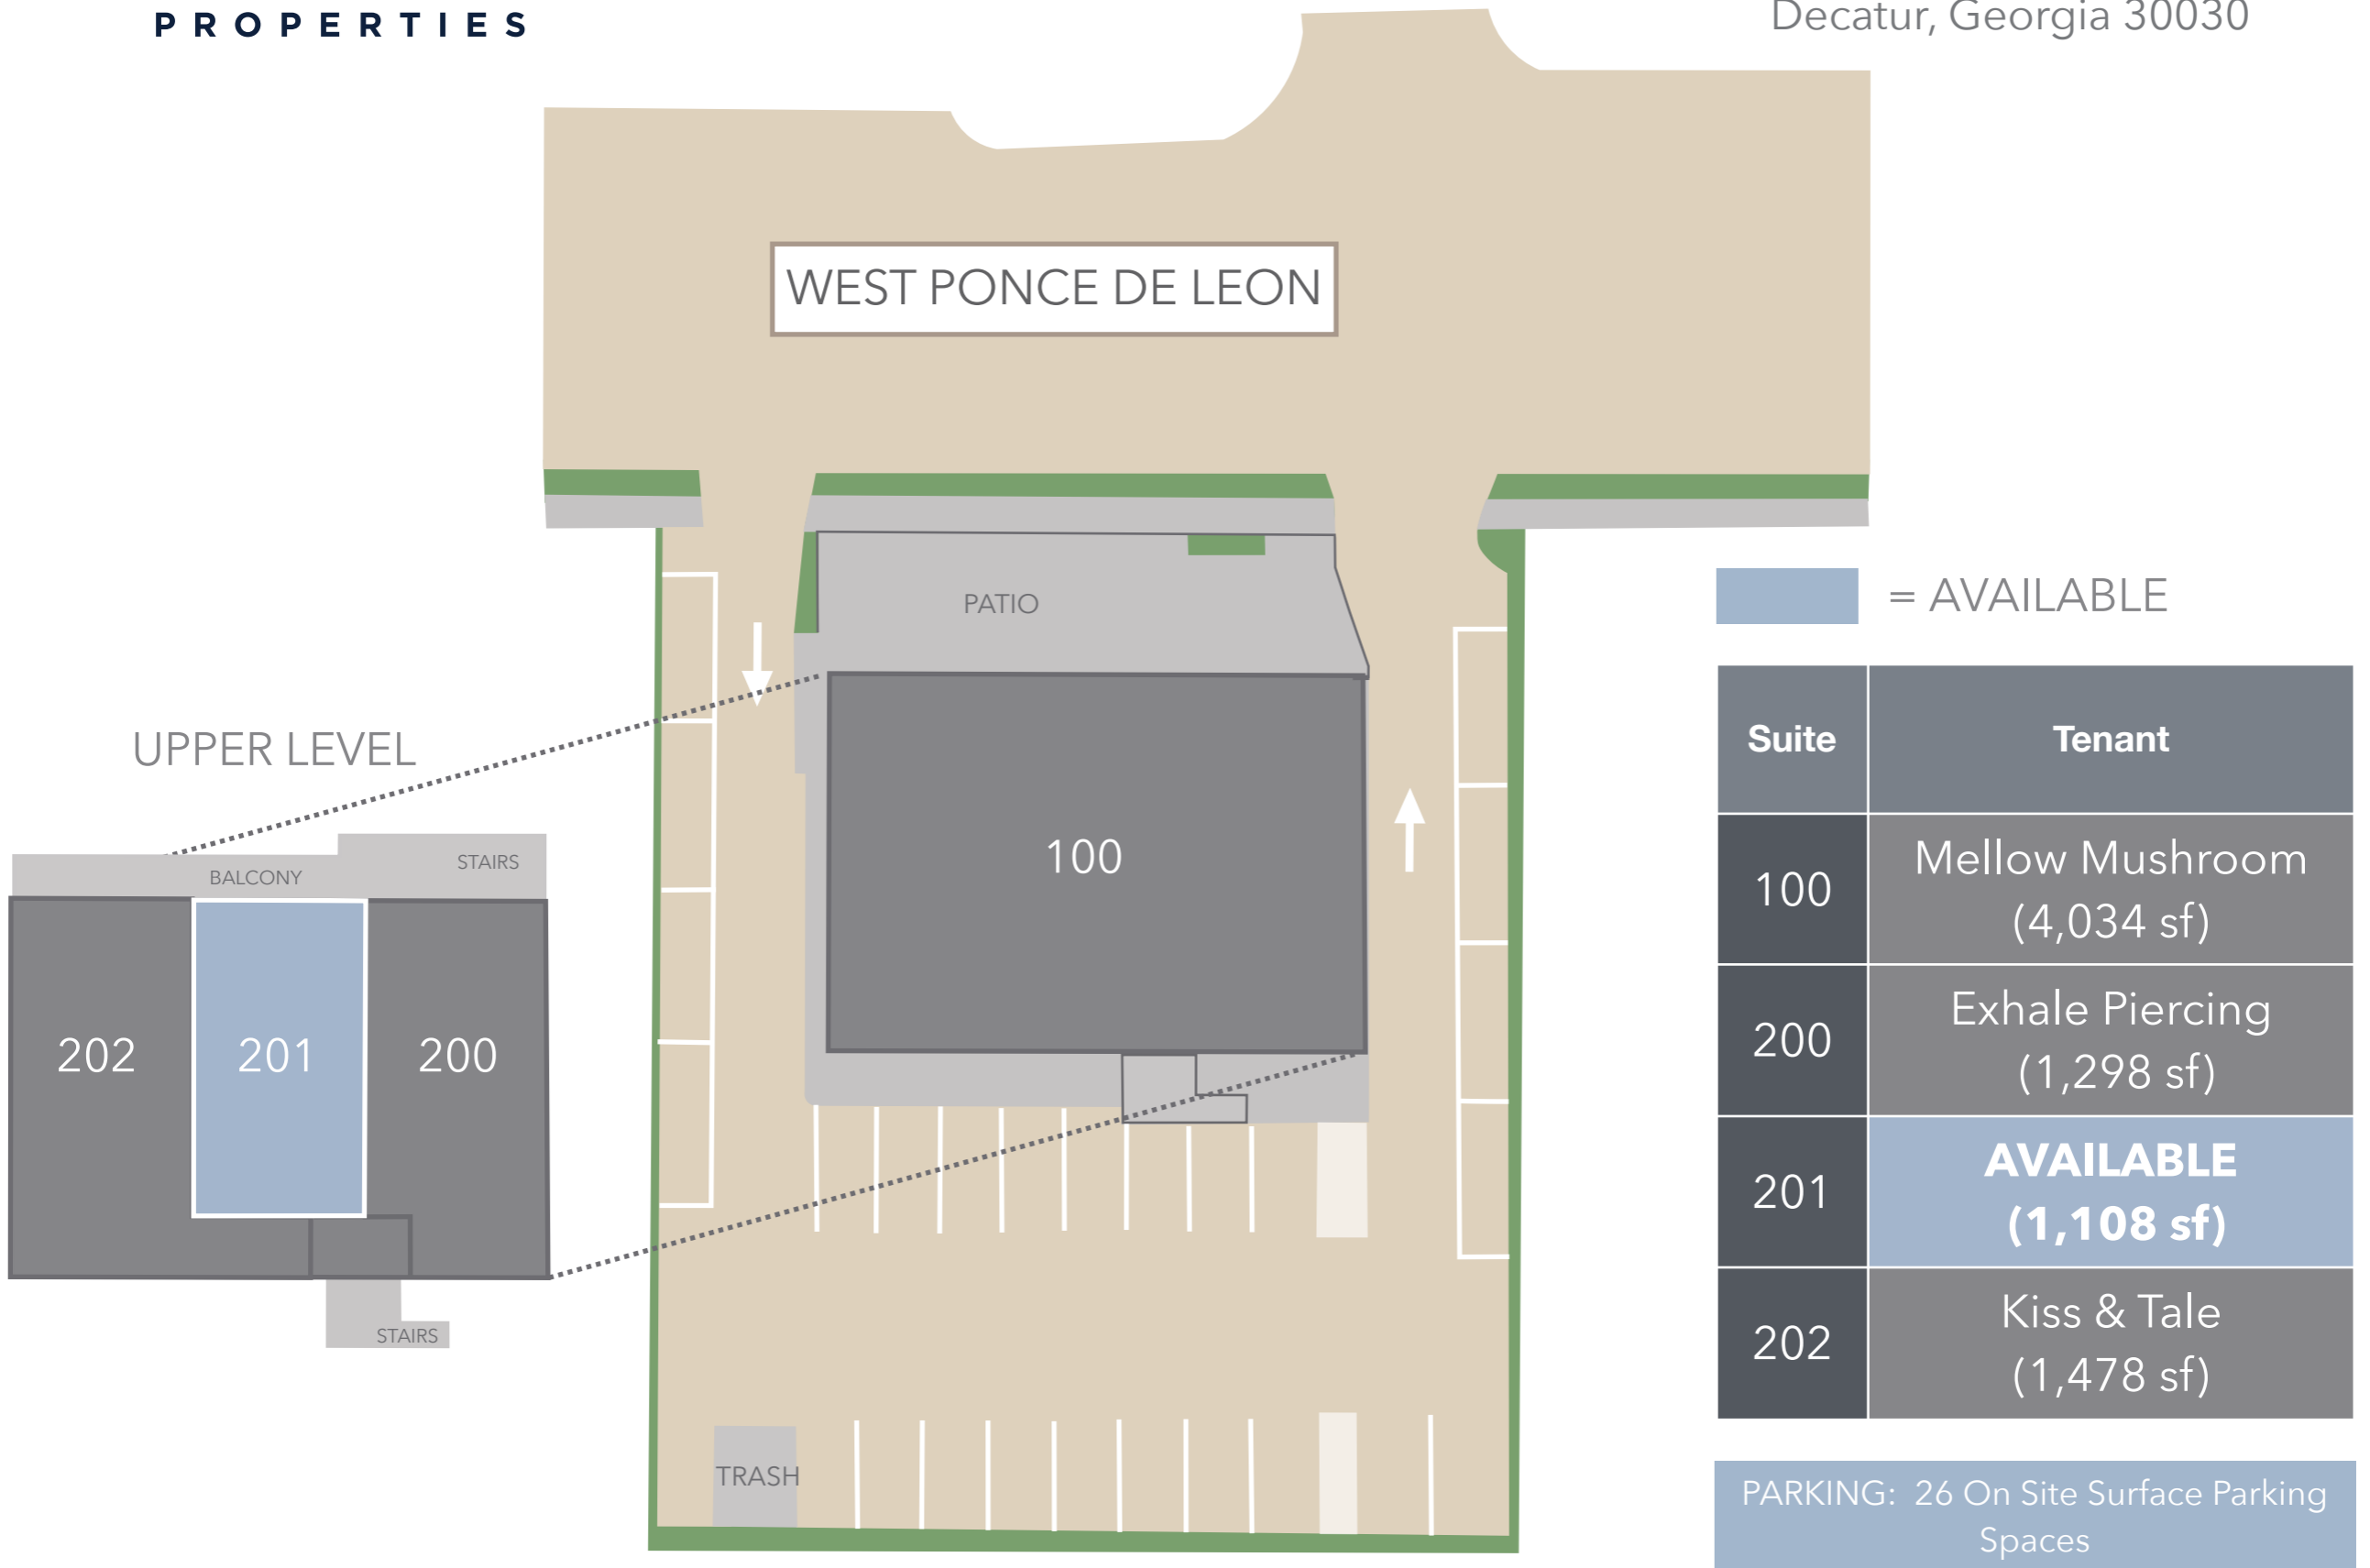 PROPERTIES
Decatur, Georgia 30030
WEST PONCE DE LEON
PATIO
= AVAILABLE
UPPER LEVEL
BALCONY
STAIRS
202
201
200
STAIRS
100
TRASH
Suite Tenant
100 Mellow Mushroom
(4,034 sf)
200 Exhale Piercing
(1,298 sf)
201 AVAILABLE
(1,108 sf)
202 Kiss & Tale
(1,478 sf)
PARKING: 26 On Site Surface Parking
Spaces